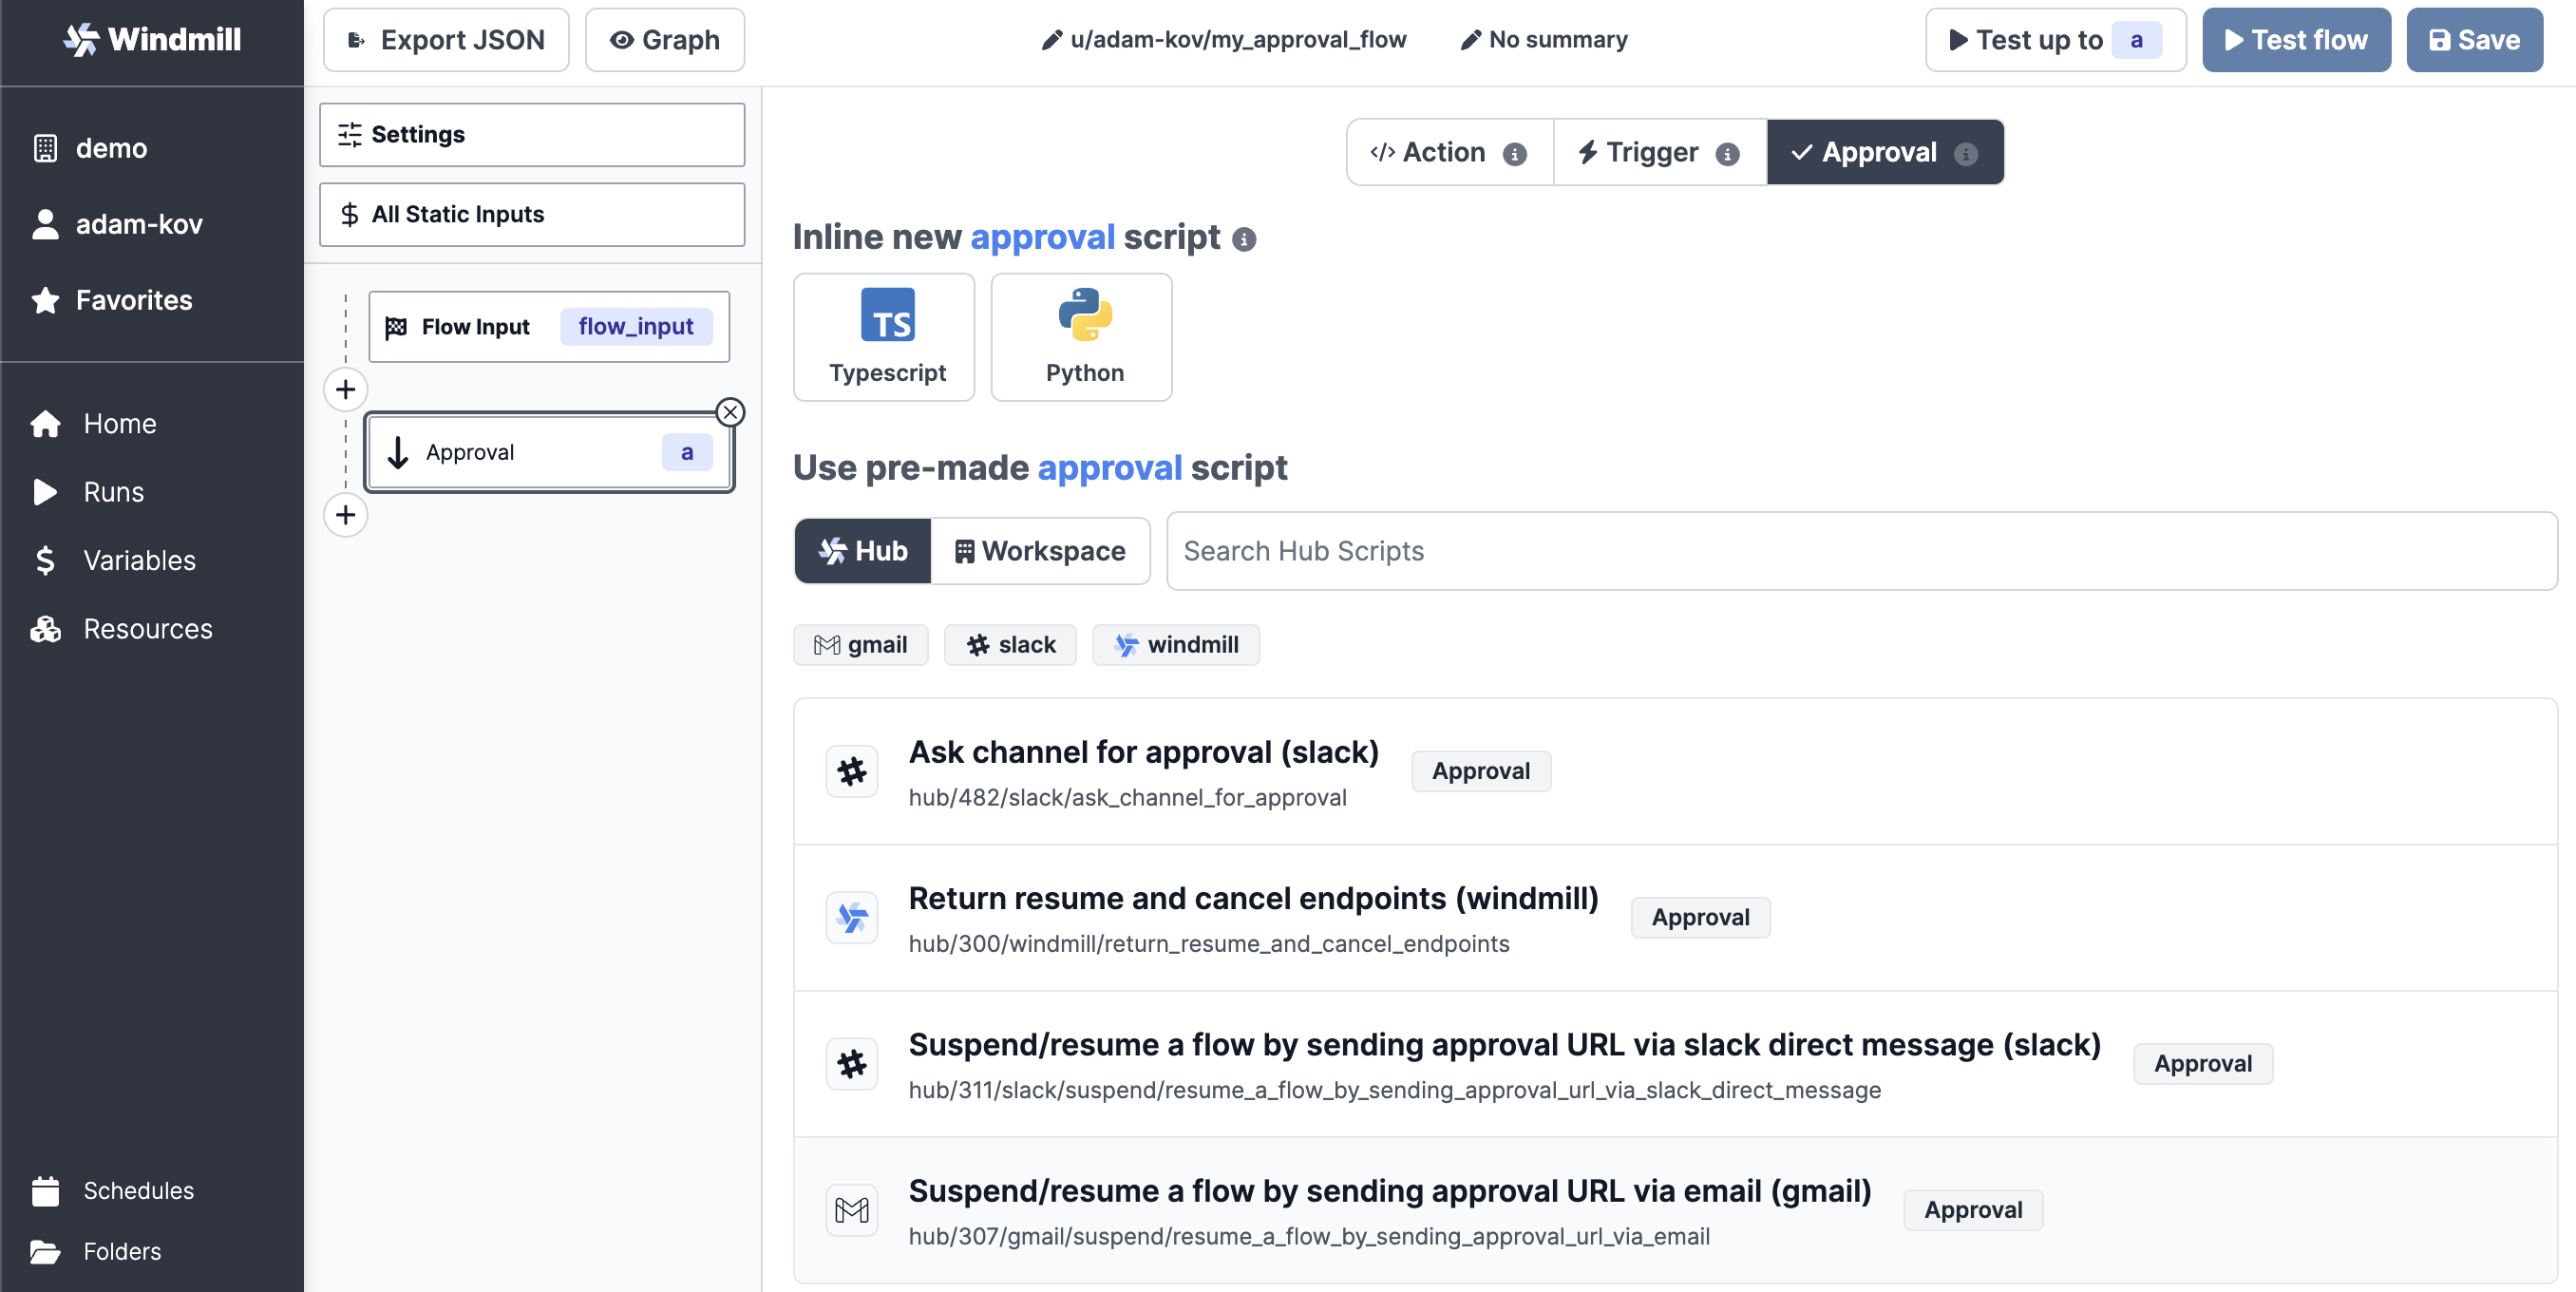 Windmill
demo
adam-kov
Favorites
Home
Runs
Variables
Resources
Schedules
Folders
Export JSON
Graph
u/adam-kov/my_approval_flow
No summary
Test up to a
Test flow
Save
Settings
All Static Inputs
Flow Input flow_input
Approval a
Action
Trigger
Approval
Inline new approval script
TS
Typescript
Python
Use pre-made approval script
Hub
Workspace
Search Hub Scripts
gmail
slack
windmill
Ask channel for approval (slack)
Approval
hub/482/slack/ask_channel_for_approval
Return resume and cancel endpoints (windmill)
Approval
hub/300/windmill/return_resume_and_cancel_endpoints
Suspend/resume a flow by sending approval URL via slack direct message (slack)
Approval
hub/311/slack/suspend/resume_a_flow_by_sending_approval_url_via_slack_direct_message
Suspend/resume a flow by sending approval URL via email (gmail)
Approval
hub/307/gmail/suspend/resume_a_flow_by_sending_approval_url_via_email